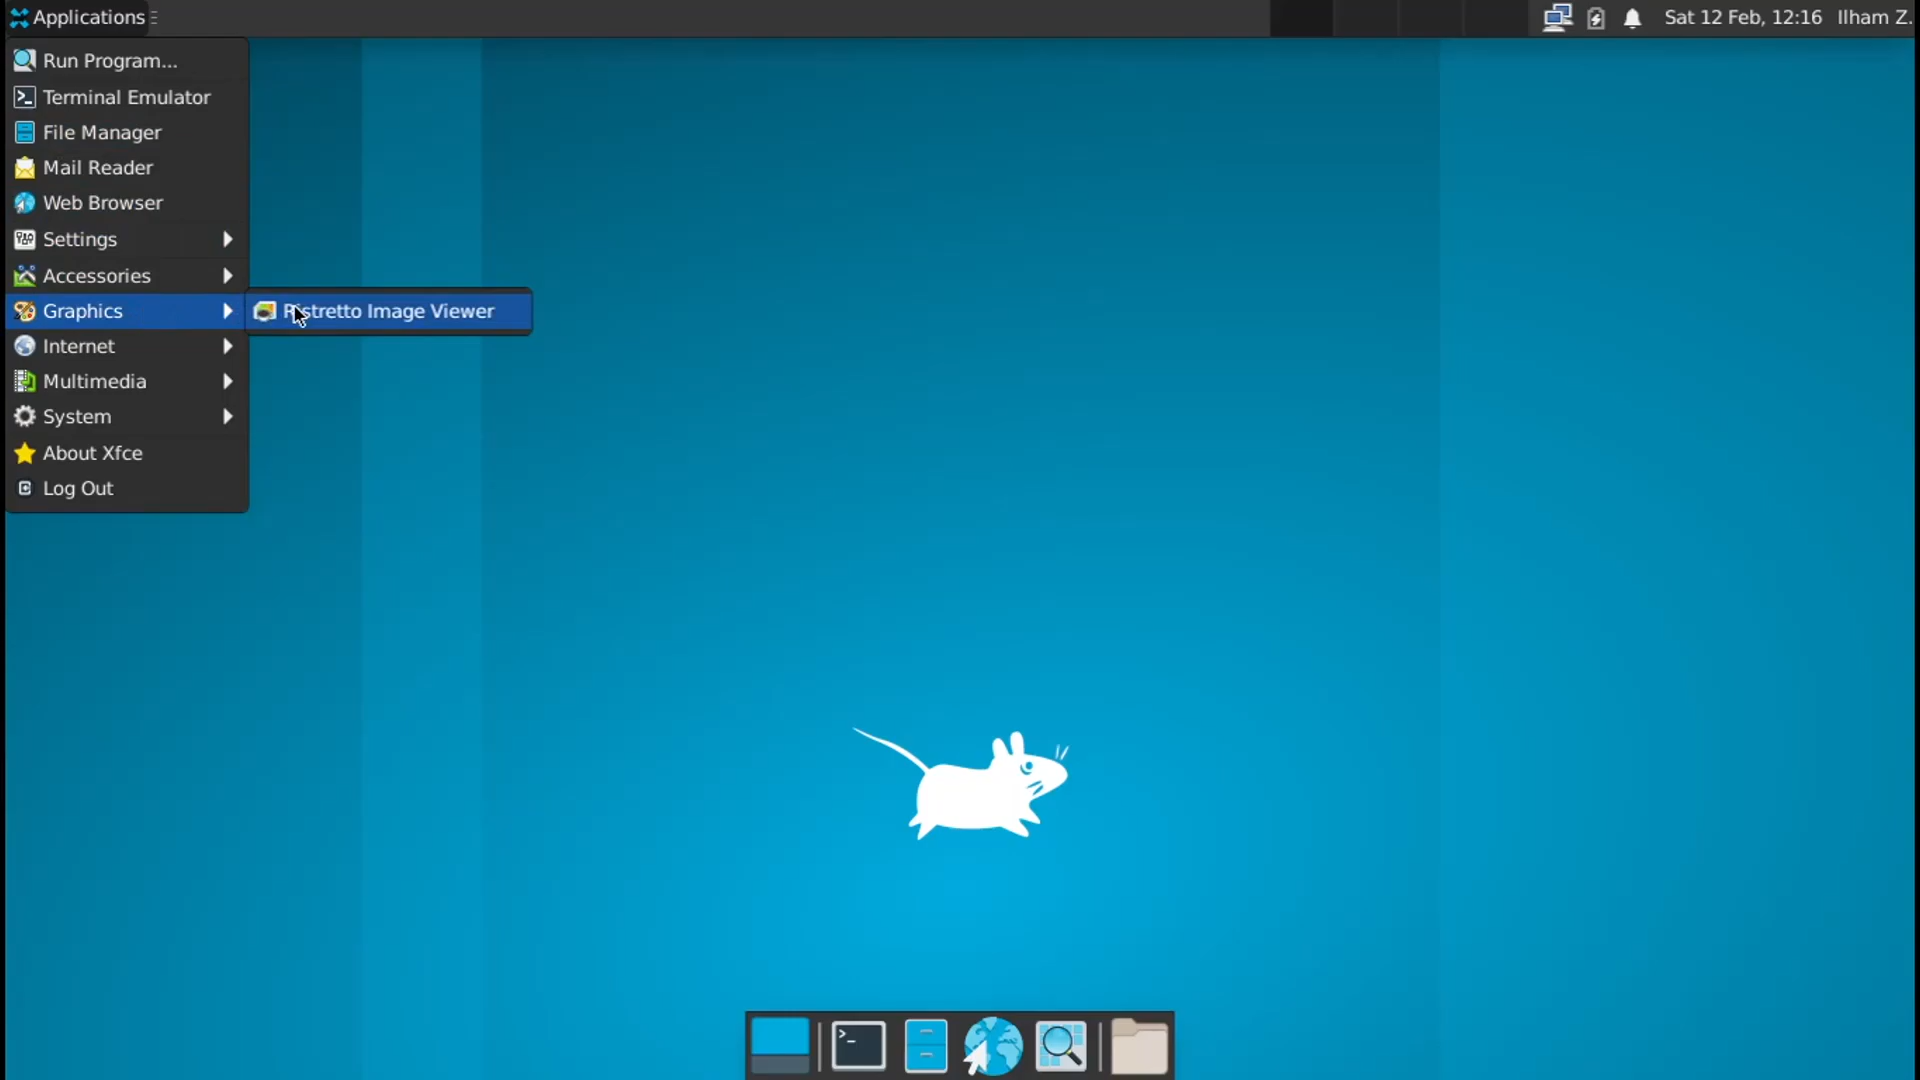 Applications
Sat 12 Feb, 12:16 Ilham Z.
Run Program...
Terminal Emulator
File Manager
Mail Reader
Web Browser
Settings
Accessories
Graphics
Ristretto Image Viewer
Internet
Multimedia
System
About Xfce
Log Out